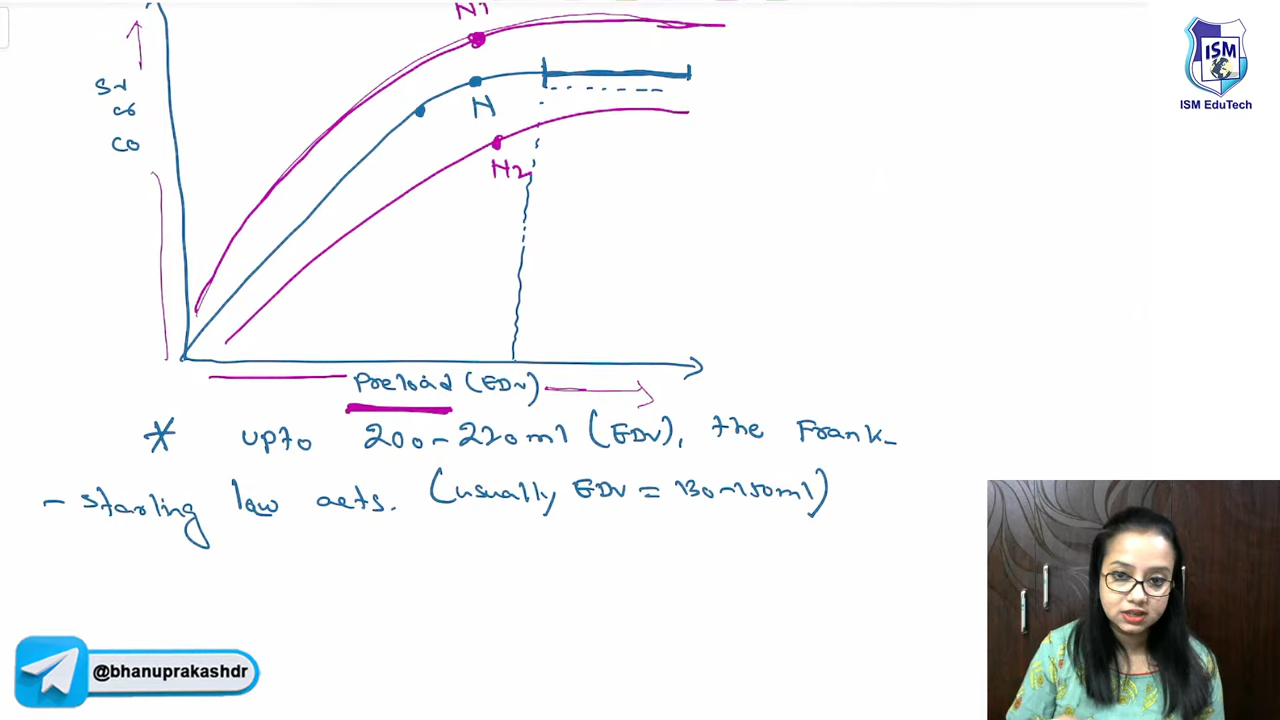 N1
ISM
ISM EduTech
SV
N
CO
N2
Preload (EDV)
* upto 200-220ml (EDV), the Frank-
- starling law acts. (usually EDV = 130-150ml)
@bhanuprakashdr